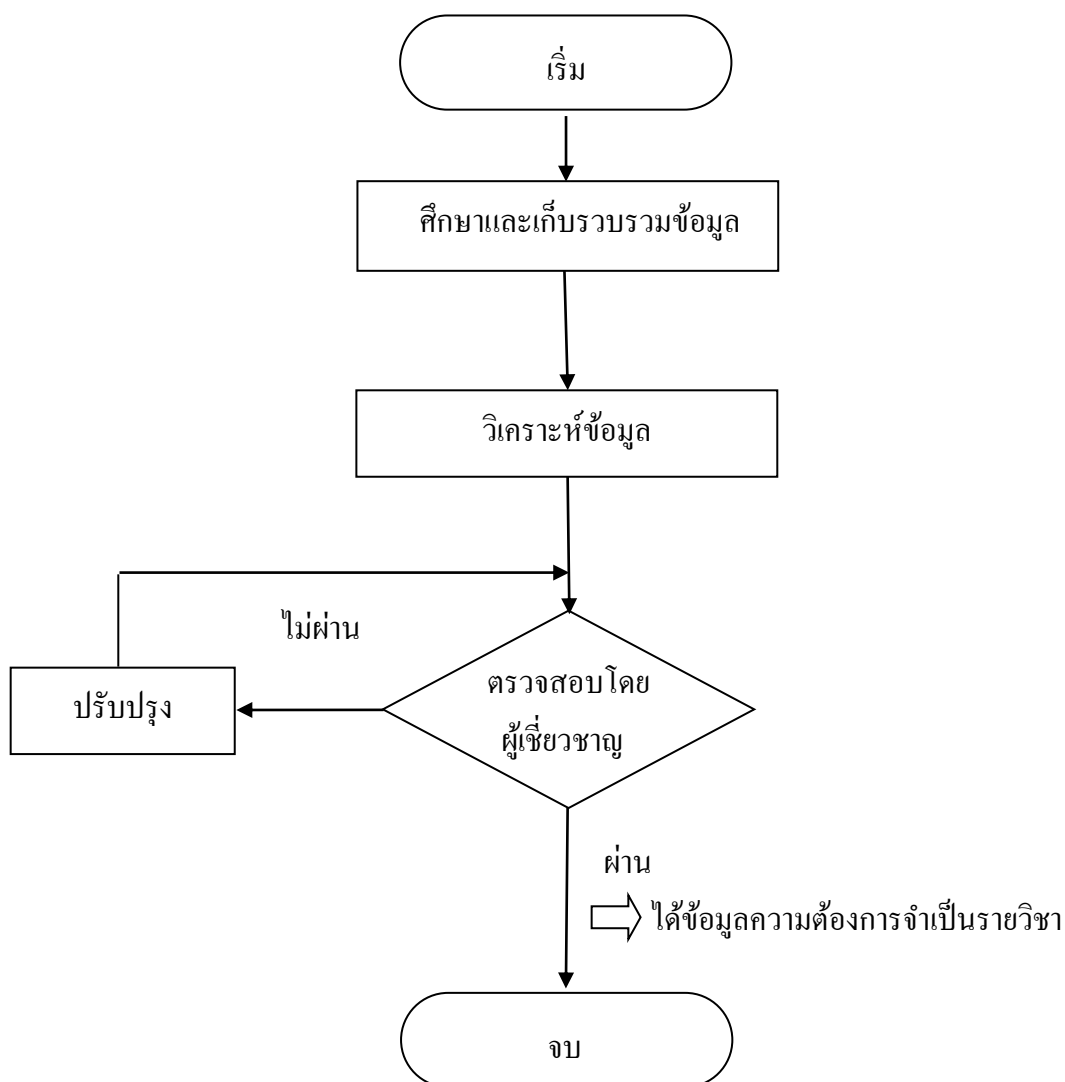 เริ่ม
ศึกษาและเก็บรวบรวมข้อมูล
วิเคราะห์ข้อมูล
ไม่ผ่าน
ปรับปรุง
ตรวจสอบโดย
ผู้เชี่ยวชาญ
ผ่าน
ได้ข้อมูลความต้องการจำเป็นรายวิชา
จบ